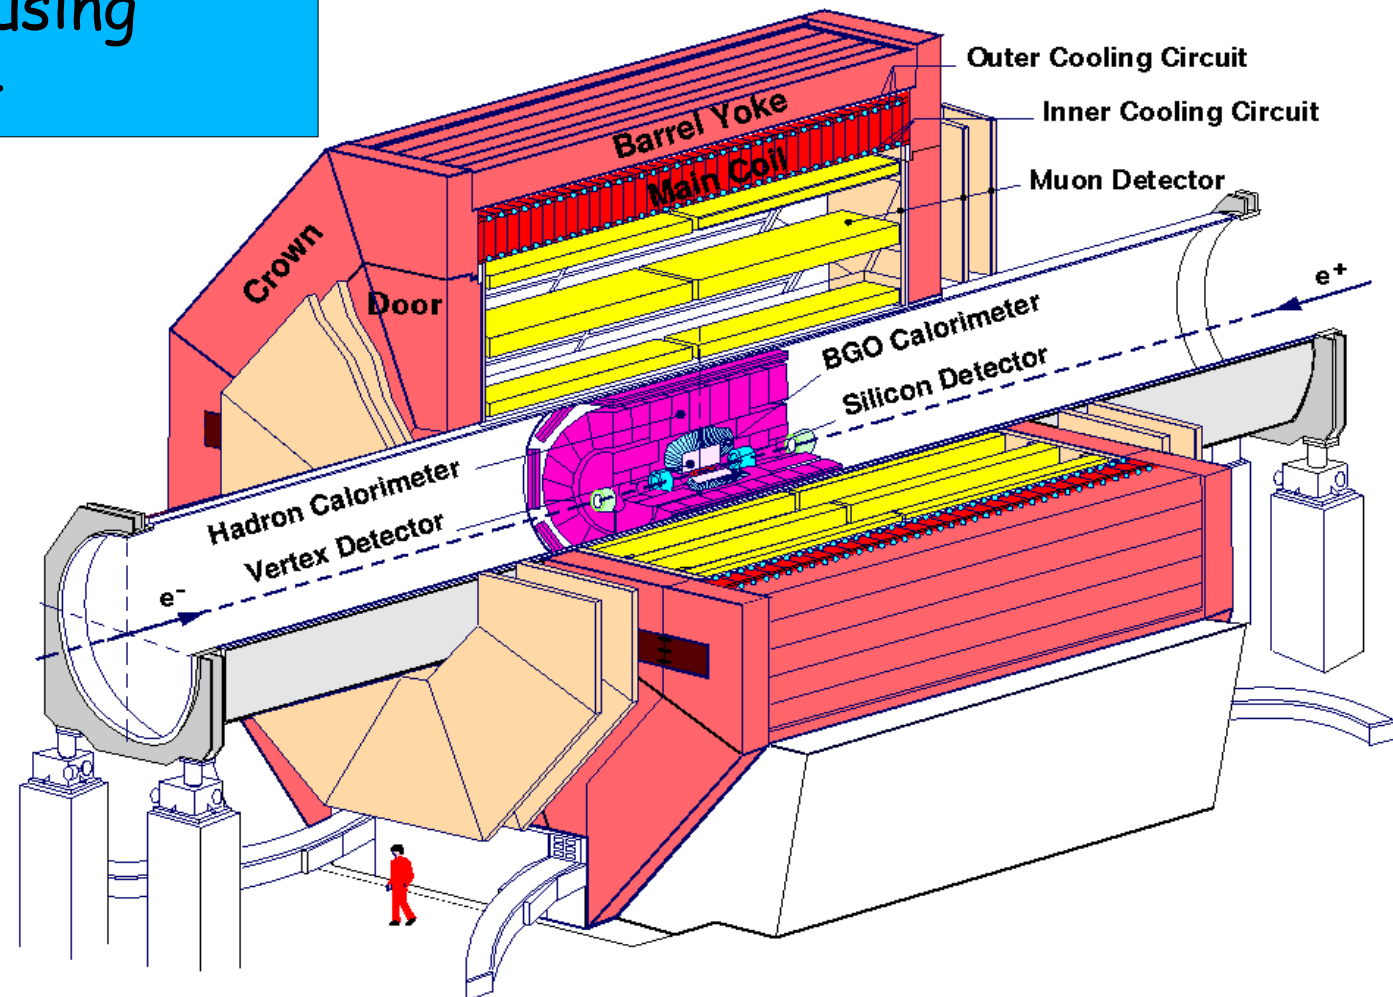 using
.
Outer Cooling Circuit
Inner Cooling Circuit
Muon Detector
Barrel Yoke
Main Coil
Crown
Door
e+
BGO Calorimeter
Silicon Detector
Hadron Calorimeter
Vertex Detector
e-